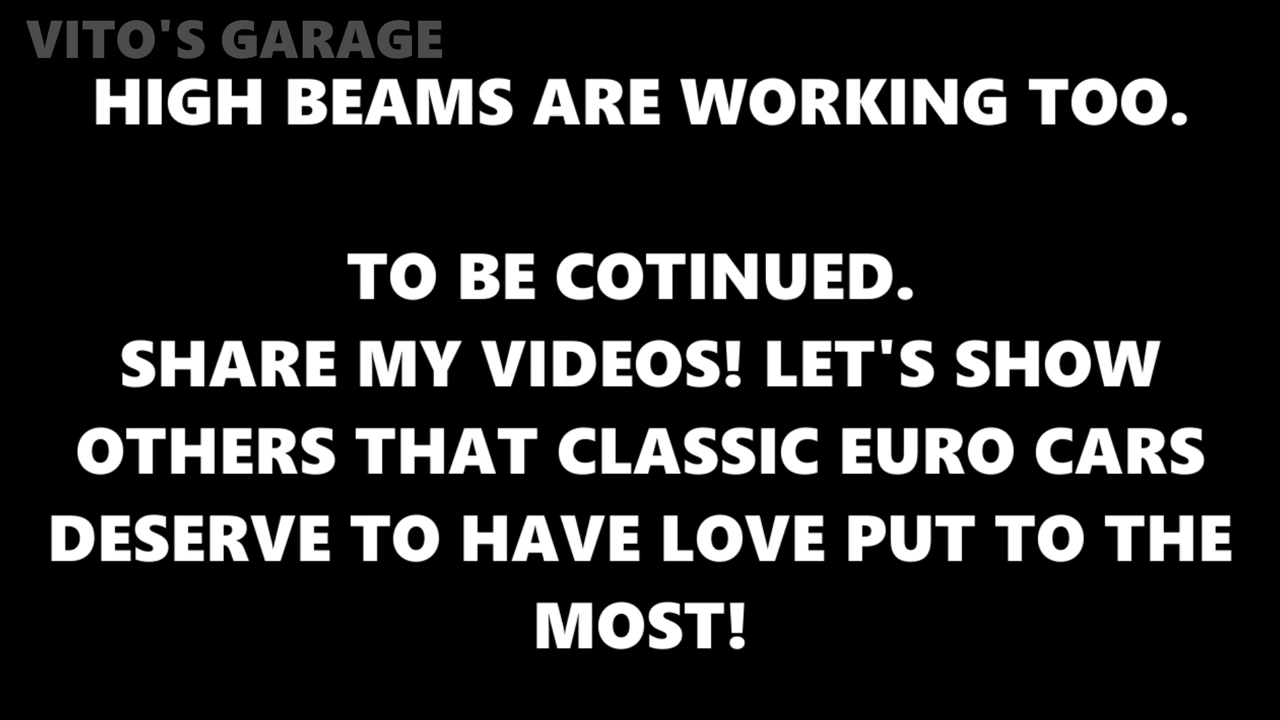 VITO'S GARAGE
HIGH BEAMS ARE WORKING TOO.
TO BE COTINUED.
SHARE MY VIDEOS! LET'S SHOW
OTHERS THAT CLASSIC EURO CARS
DESERVE TO HAVE LOVE PUT TO THE
MOST!